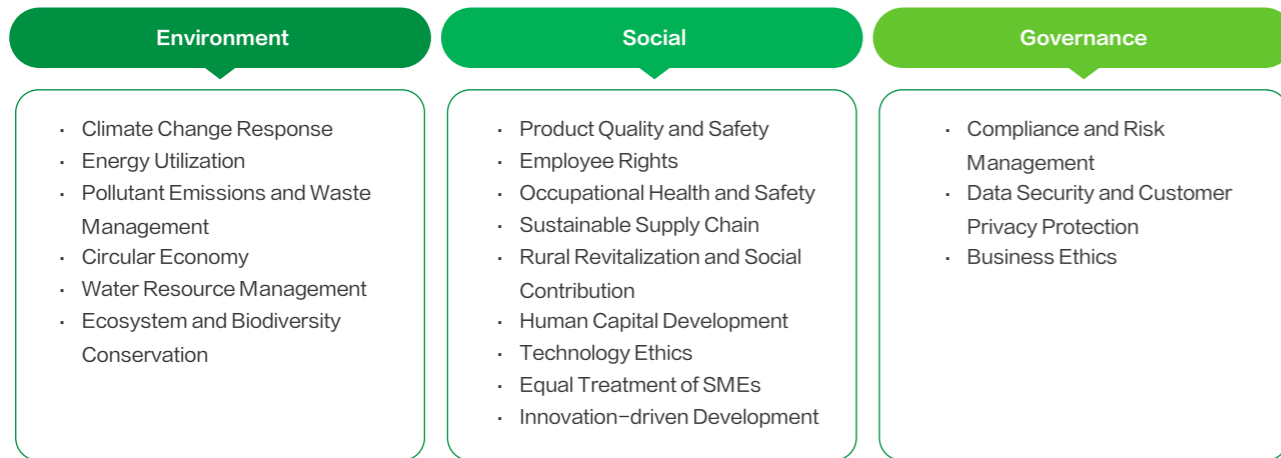 Environment
· Climate Change Response
· Energy Utilization
· Pollutant Emissions and Waste
Management
· Circular Economy
· Water Resource Management
· Ecosystem and Biodiversity
Conservation
Social
· Product Quality and Safety
· Employee Rights
· Occupational Health and Safety
· Sustainable Supply Chain
· Rural Revitalization and Social
Contribution
· Human Capital Development
· Technology Ethics
· Equal Treatment of SMEs
· Innovation-driven Development
Governance
· Compliance and Risk
Management
· Data Security and Customer
Privacy Protection
· Business Ethics